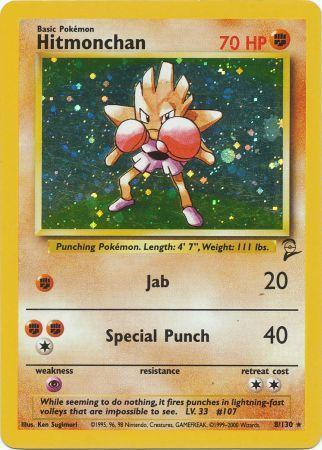 Basic Pokémon
Hitmonchan 70 HP
Punching Pokémon. Length: 4' 7", Weight: 111 lbs.
Jab 20
Special Punch 40
weakness resistance retreat cost
While seeming to do nothing, it fires punches in lightning-fast
volleys that are impossible to see. LV. 33 #107
Illus. Ken Sugimori ©1995, 96, 98 Nintendo, Creatures, GAMEFREAK. ©1999-2000 Wizards. 8/130 ★